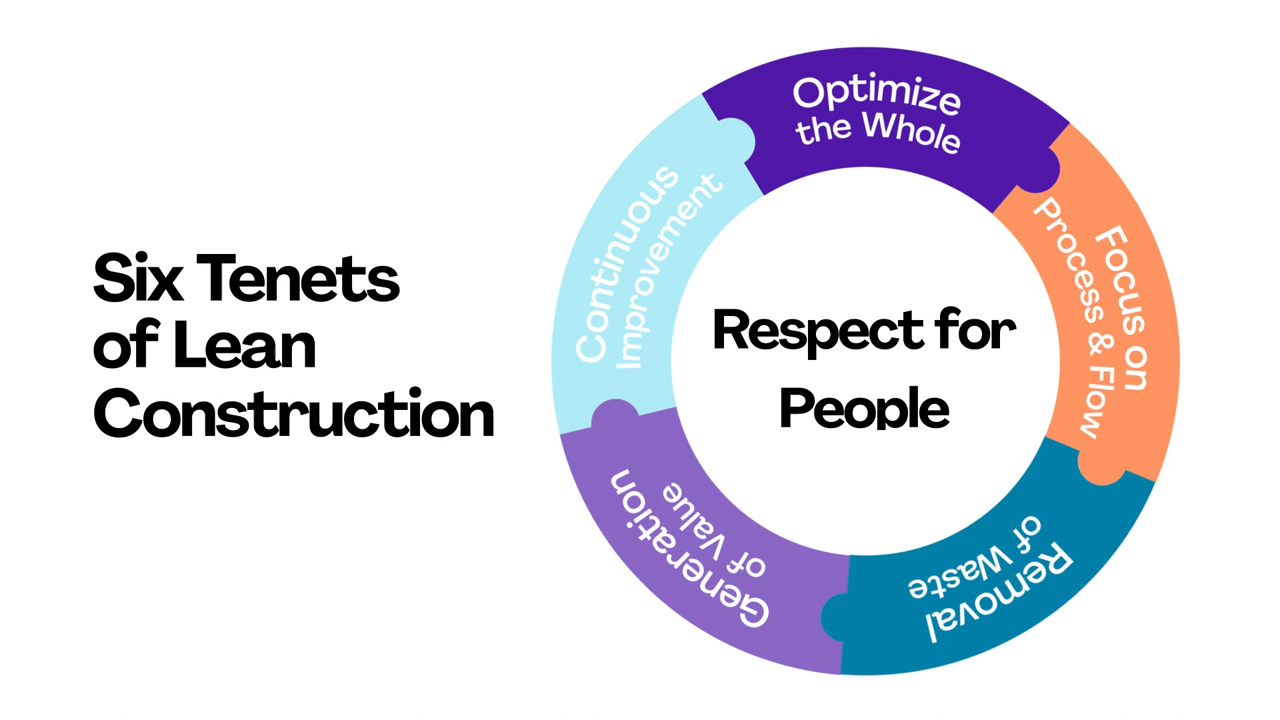 Six Tenets
of Lean
Construction
Optimize
the Whole
Focus on
Process & Flow
Removal
of Waste
Generation
of Value
Continuous
Improvement
Respect for
People